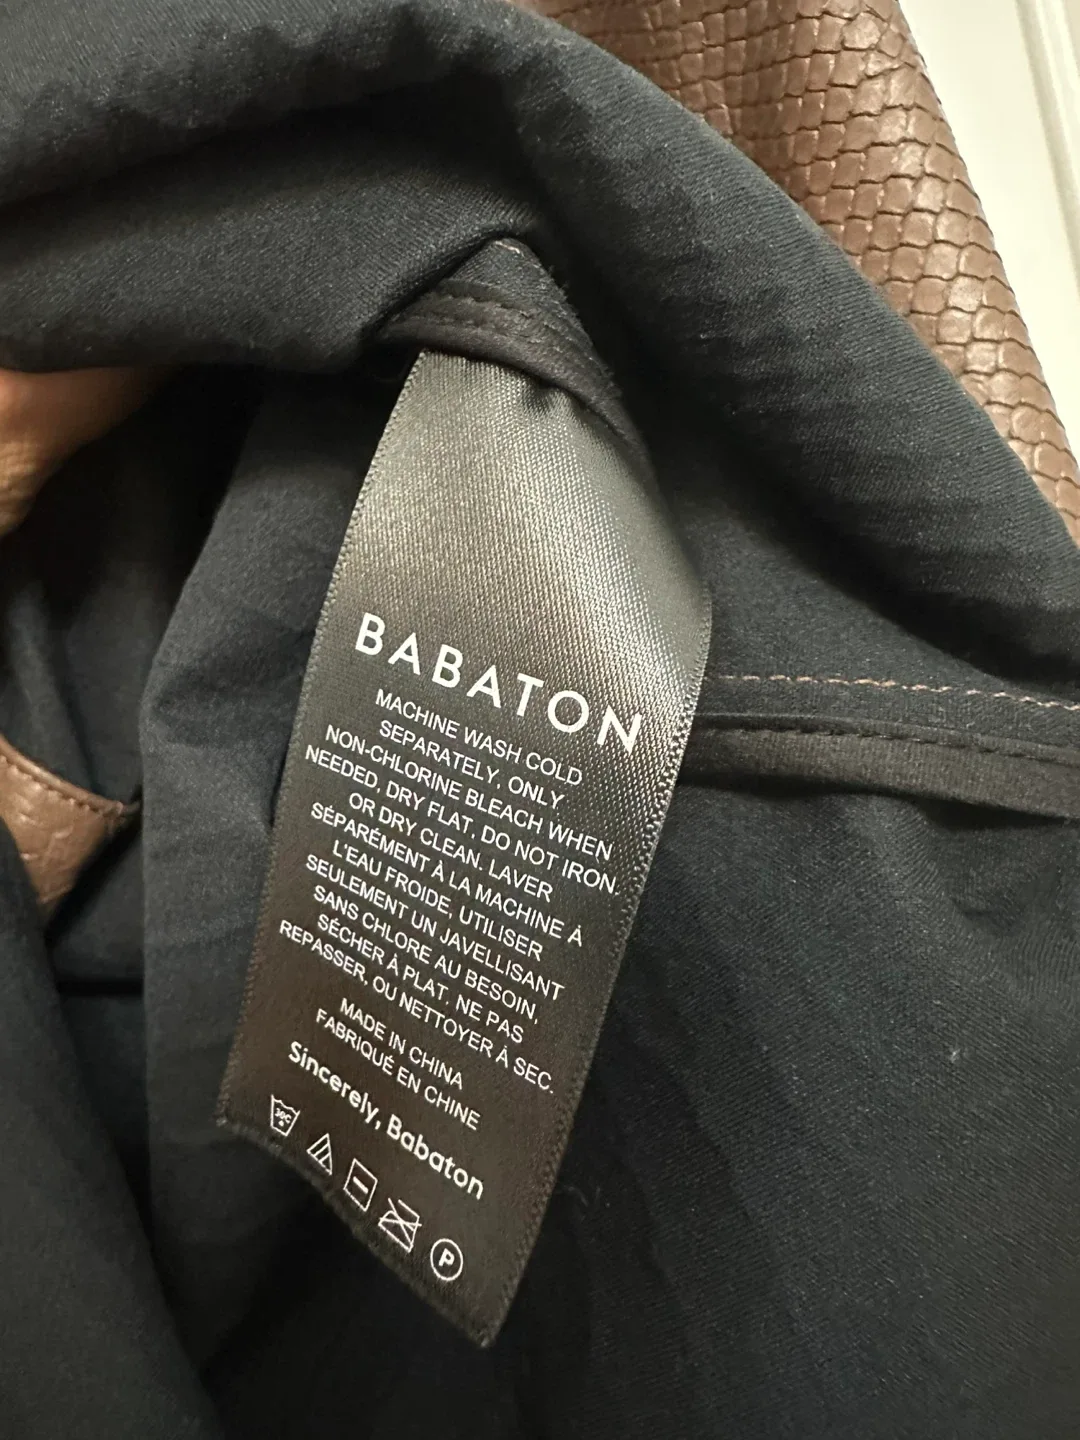 BABATON
MACHINE WASH COLD
SEPARATELY, ONLY
NON-CHLORINE BLEACH WHEN
NEEDED, DRY FLAT, DO NOT IRON,
OR DRY CLEAN. LAVER
SÉPARÉMENT À LA MACHINE À
L'EAU FROIDE, UTILISER
SEULEMENT UN JAVELLISANT
SANS CHLORE AU BESOIN,
SÉCHER À PLAT, NE PAS
REPASSER, OU NETTOYER À SEC.
MADE IN CHINA
FABRIQUÉ EN CHINE
Sincerely, Babaton
30C
P